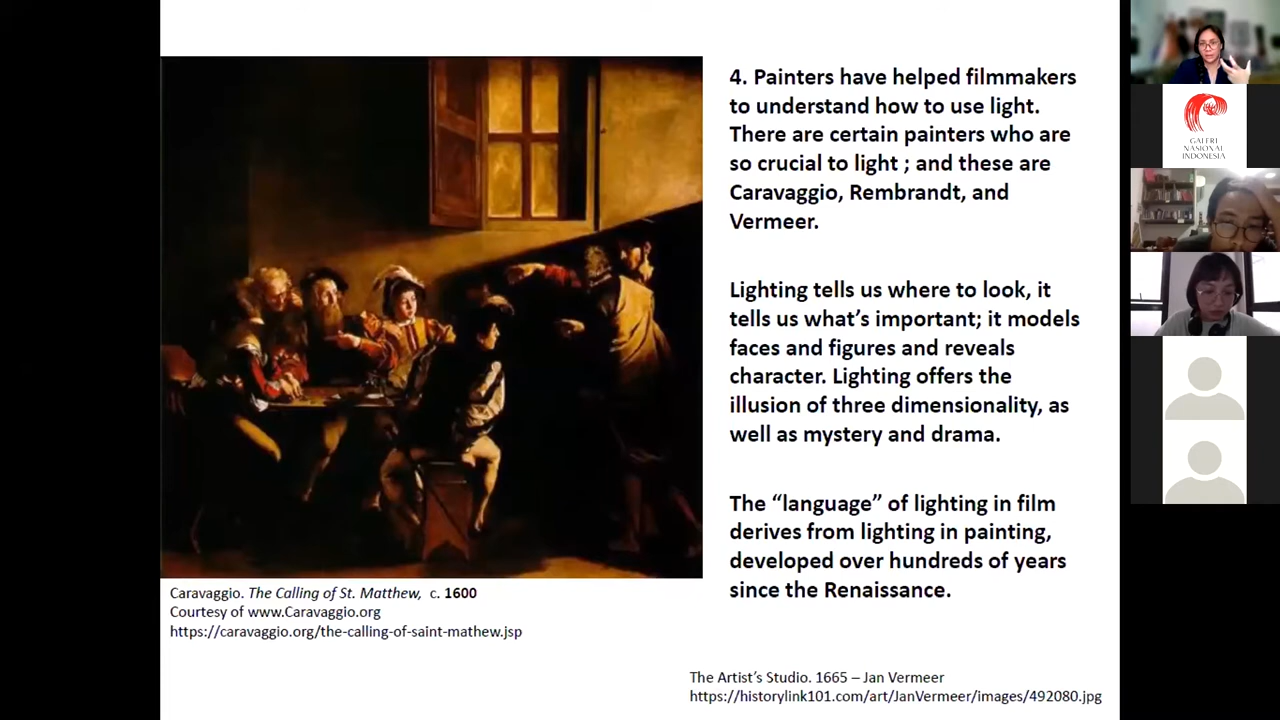 4. Painters have helped filmmakers
to understand how to use light.
There are certain painters who are
so crucial to light ; and these are
Caravaggio, Rembrandt, and
Vermeer.
Lighting tells us where to look, it
tells us what’s important; it models
faces and figures and reveals
character. Lighting offers the
illusion of three dimensionality, as
well as mystery and drama.
The “language” of lighting in film
derives from lighting in painting,
developed over hundreds of years
since the Renaissance.
Caravaggio. The Calling of St. Matthew, c. 1600
Courtesy of www.Caravaggio.org
https://caravaggio.org/the-calling-of-saint-mathew.jsp
The Artist’s Studio. 1665 – Jan Vermeer
https://historylink101.com/art/JanVermeer/images/492080.jpg
GALERI
NASIONAL
INDONESIA